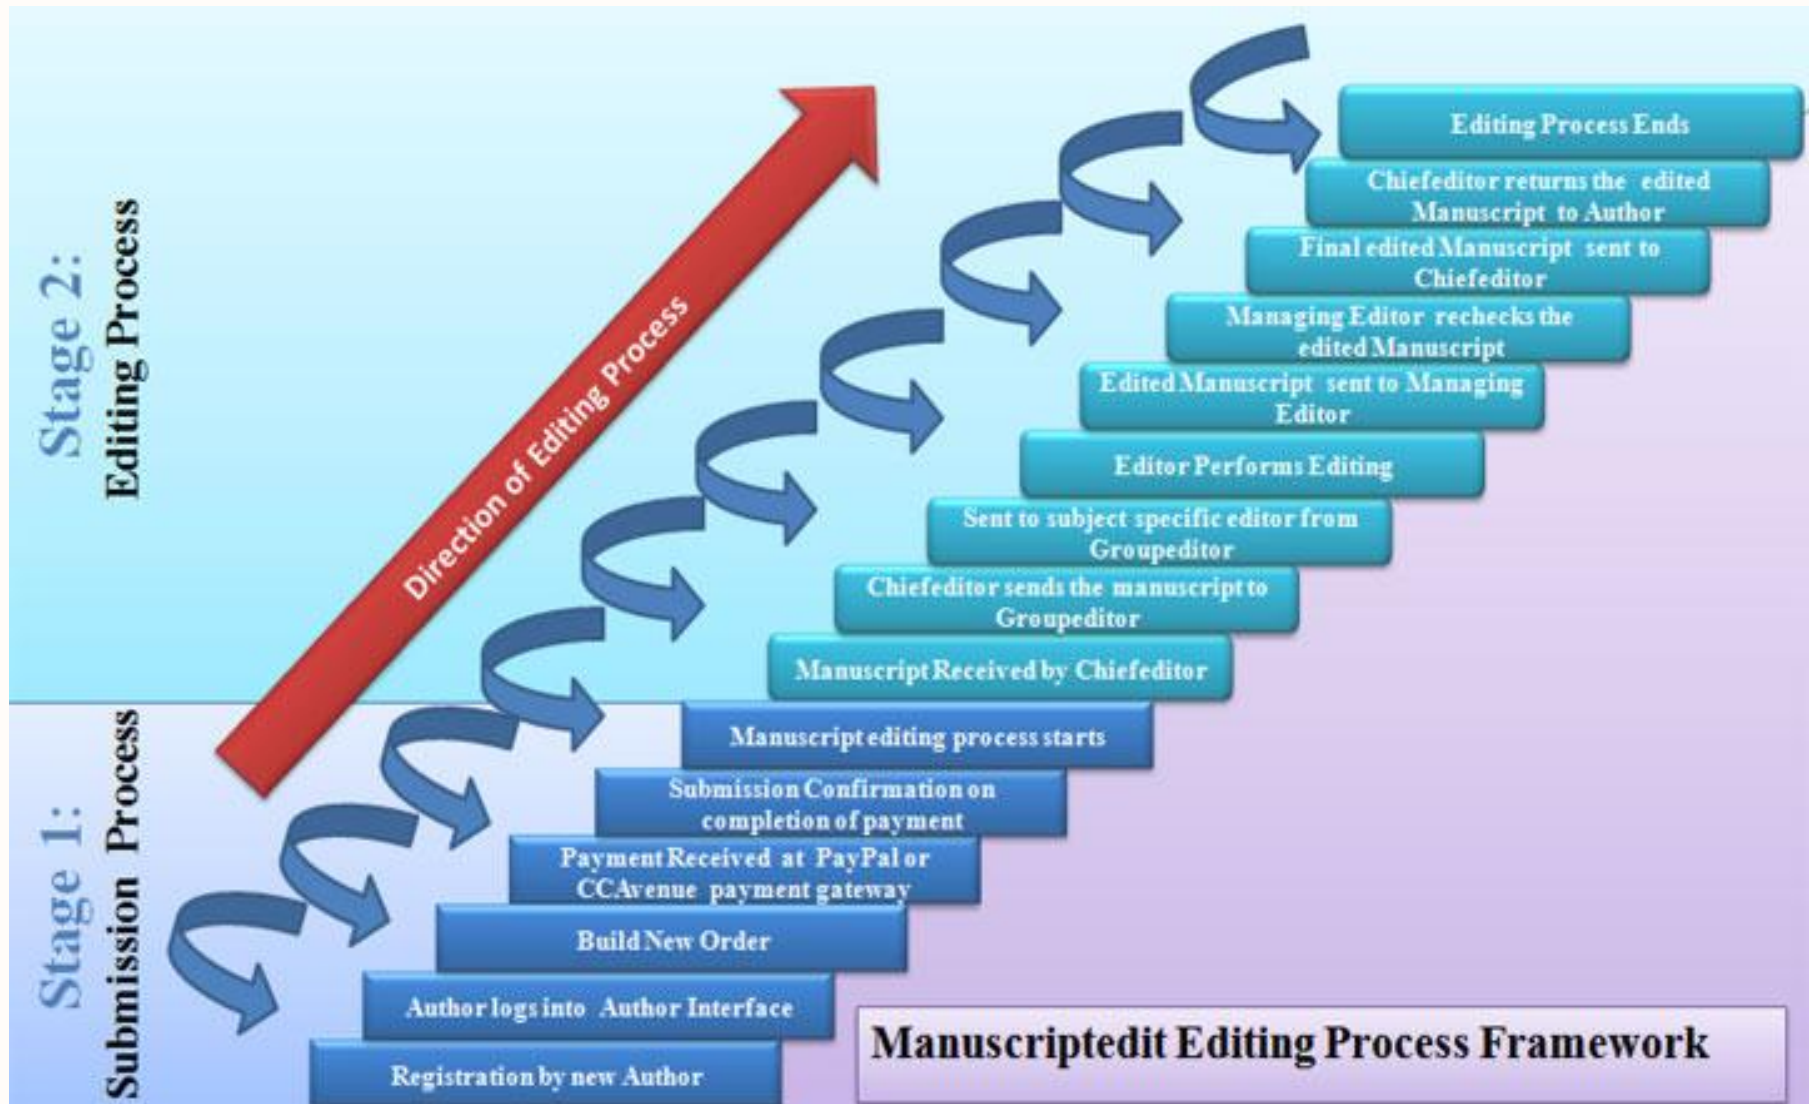 Editing Process Ends
Chiefeditor returns the edited
Manuscript to Author
Final edited Manuscript sent to
Chiefeditor
Managing Editor rechecks the
edited Manuscript
Edited Manuscript sent to Managing
Editor
Editor Performs Editing
Sent to subject specific editor from
Groupeditor
Chiefeditor sends the manuscript to
Groupeditor
Manuscript Received by Chiefeditor
Manuscript editing process starts
Submission Confirmation on
completion of payment
Payment Received at PayPal or
CCAvenue payment gateway
Build New Order
Author logs into Author Interface
Registration by new Author
Direction of Editing Process
Stage 2:
Editing Process
Stage 1:
Submission Process
Manuscriptedit Editing Process Framework